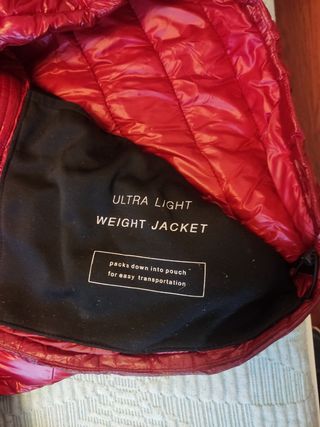 ULTRA LIGHT
WEIGHT JACKET
packs down into pouch
for easy transportation